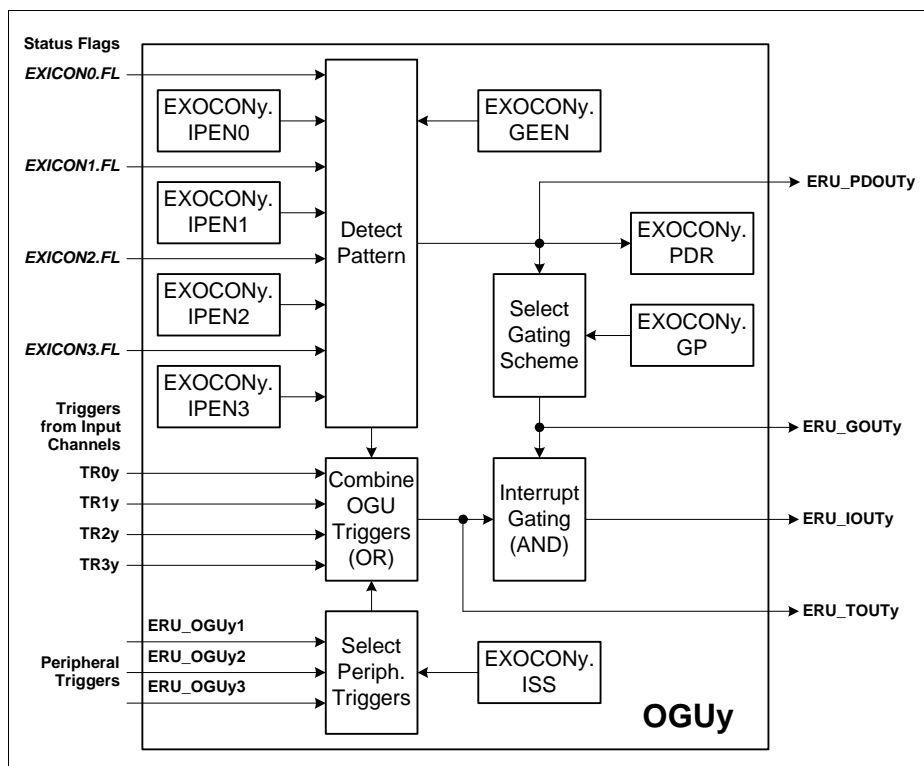 Status Flags
EXICON0.FL
EXOCONy.
IPEN0
EXOCONy.
GEEN
EXICON1.FL
EXOCONy.
IPEN1
EXICON2.FL
EXOCONy.
IPEN2
EXICON3.FL
EXOCONy.
IPEN3
Detect
Pattern
ERU_PDOUTy
EXOCONy.
PDR
Select
Gating
Scheme
EXOCONy.
GP
Triggers
from Input
Channels
ERU_GOUTy
TR0y
TR1y
TR2y
TR3y
Combine
OGU
Triggers
(OR)
Interrupt
Gating
(AND)
ERU_IOUTy
ERU_TOUTy
Peripheral
Triggers
ERU_OGUy1
ERU_OGUy2
ERU_OGUy3
Select
Periph.
Triggers
EXOCONy.
ISS
OGUy